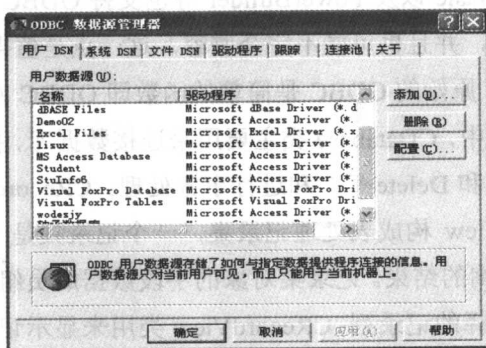 ODBC 数据源管理器
用户 DSN 系统 DSN 文件 DSN 驱动程序 跟踪 连接池 关于
用户数据源(U):
名称 驱动程序
dBASE Files Microsoft dBase Driver (*.d
Demo02 Microsoft Access Driver (*.
Excel Files Microsoft Excel Driver (*.x
lisux Microsoft Access Driver (*.
MS Access Database Microsoft Access Driver (*.
Student Microsoft Access Driver (*.
StuInfo6 Microsoft Access Driver (*.
Visual FoxPro Database Microsoft Visual FoxPro Dri
Visual FoxPro Tables Microsoft Visual FoxPro Dri
wodesjy Microsoft Access Driver (*.
添加(D)...
删除(R)
配置(C)...
ODBC 用户数据源存储了如何与指定数据提供程序连接的信息。用
户数据源只对当前用户可见，而且只能用于当前机器上。
确定 取消 应用(A) 帮助